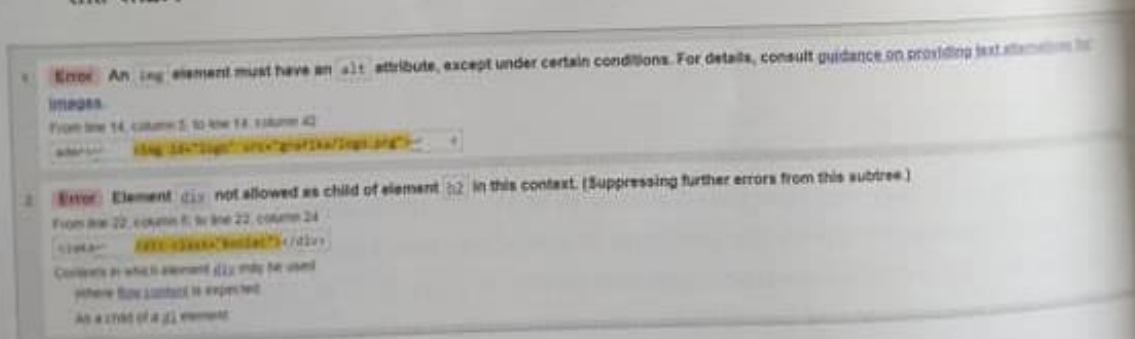 1. Error An img element must have an alt attribute, except under certain conditions. For details, consult guidance on providing text alternatives for
images.
From line 14, column 5; to line 14, column 42
<img id="logo" src="grafika/logo.png">
2. Error Element div not allowed as child of element h2 in this context. (Suppressing further errors from this subtree.)
From line 22, column 5; to line 22, column 24
</div>
Contexts in which element div may be used:
Where flow content is expected.
As a child of a dl element.